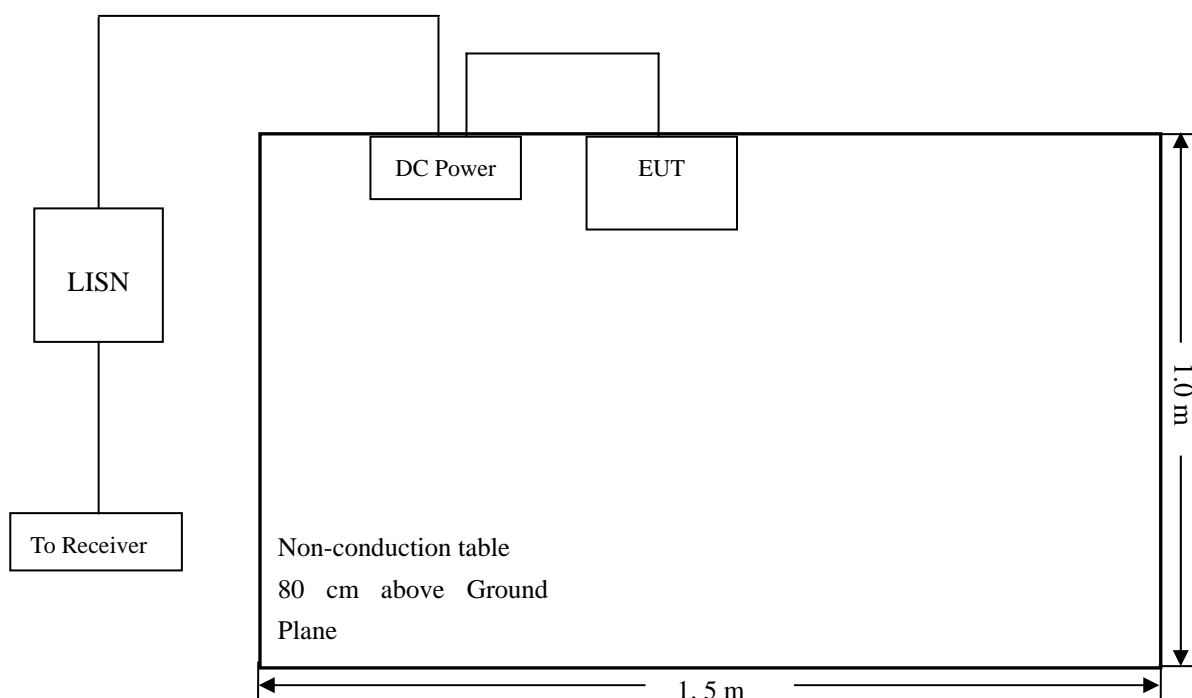 DC Power
EUT
LISN
1.0 m
To Receiver
Non-conduction table
80 cm above Ground
Plane
1. 5 m